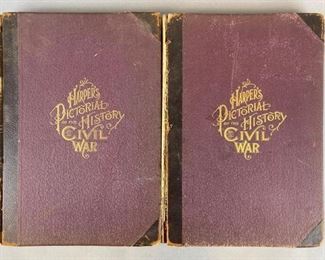 HARPER'S
PICTORIAL
OF THE HISTORY
CIVIL
WAR
HARPER'S
PICTORIAL
OF THE HISTORY
CIVIL
WAR